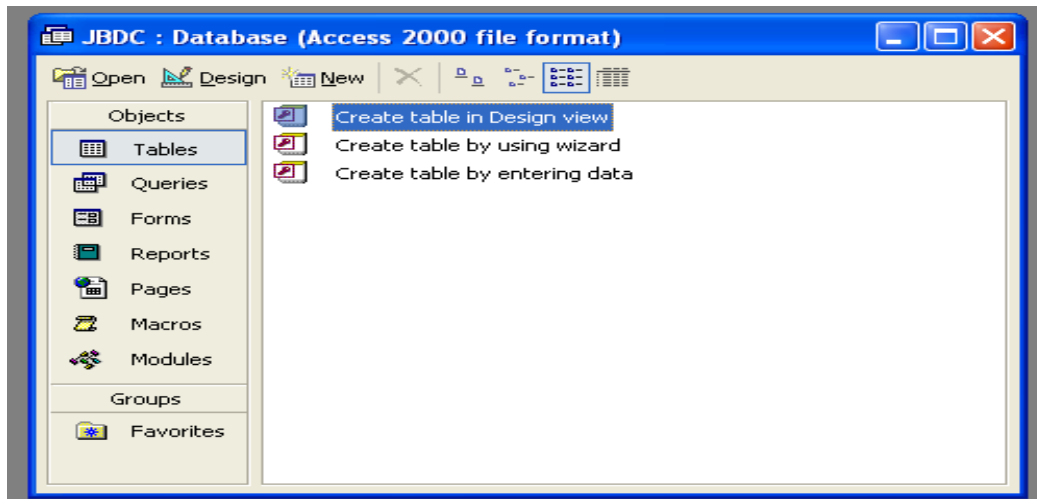 JBDC : Database (Access 2000 file format)
Open Design New
Objects
Tables
Queries
Forms
Reports
Pages
Macros
Modules
Groups
Favorites
Create table in Design view
Create table by using wizard
Create table by entering data